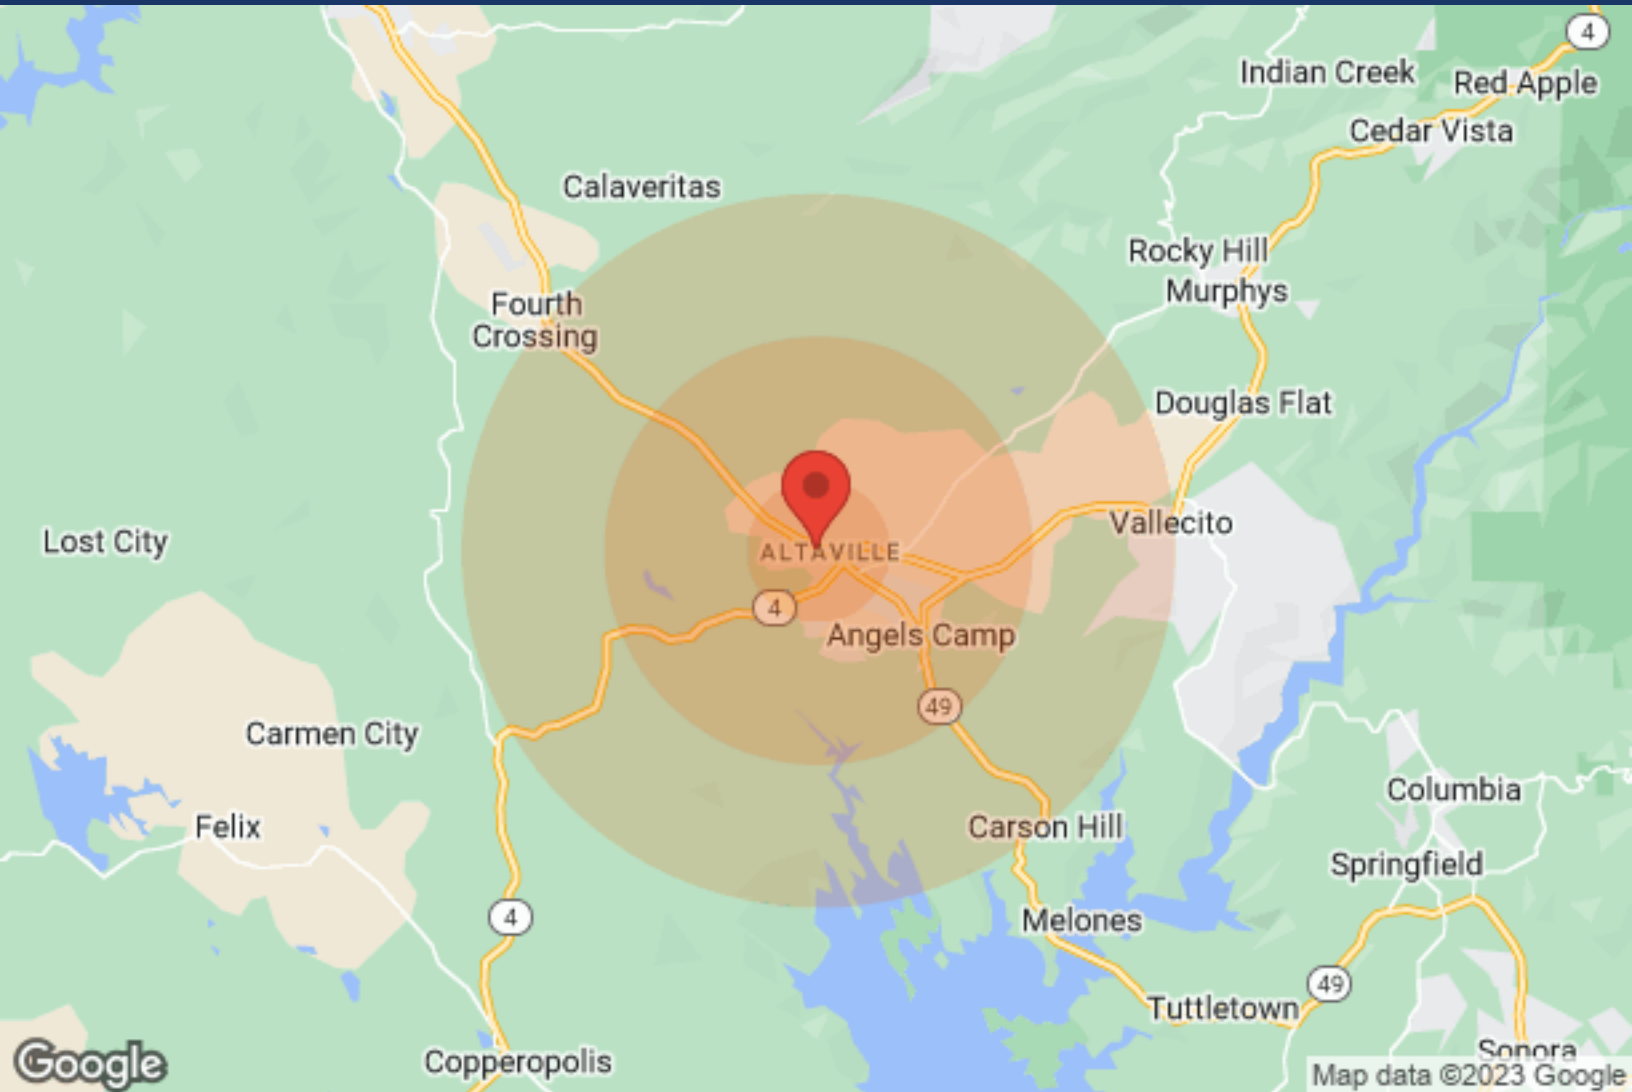 4
Indian Creek
Red Apple
Cedar Vista
Calaveritas
Rocky Hill
Murphys
Fourth
Crossing
Douglas Flat
Vallecito
Lost City
ALTAVILLE
4
Angels Camp
49
Carmen City
Columbia
Felix
Carson Hill
Springfield
4
Melones
49
Tuttletown
Sonora
Google
Copperopolis
Map data ©2023 Google